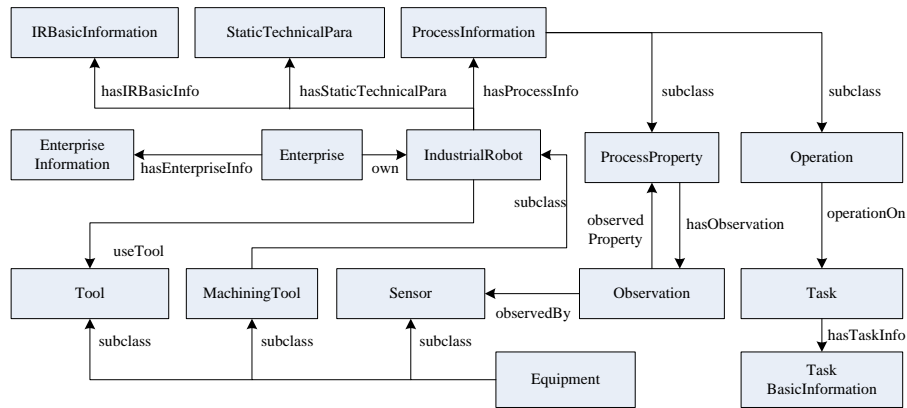 IRBasicInformation
StaticTechnicalPara
ProcessInformation
hasIRBasicInfo
hasStaticTechnicalPara
hasProcessInfo
subclass
subclass
Enterprise
Information
hasEnterpriseInfo
Enterprise
own
IndustrialRobot
ProcessProperty
Operation
subclass
observed
Property
hasObservation
operationOn
useTool
Tool
MachiningTool
Sensor
observedBy
Observation
Task
subclass
subclass
subclass
hasTaskInfo
Equipment
Task
BasicInformation